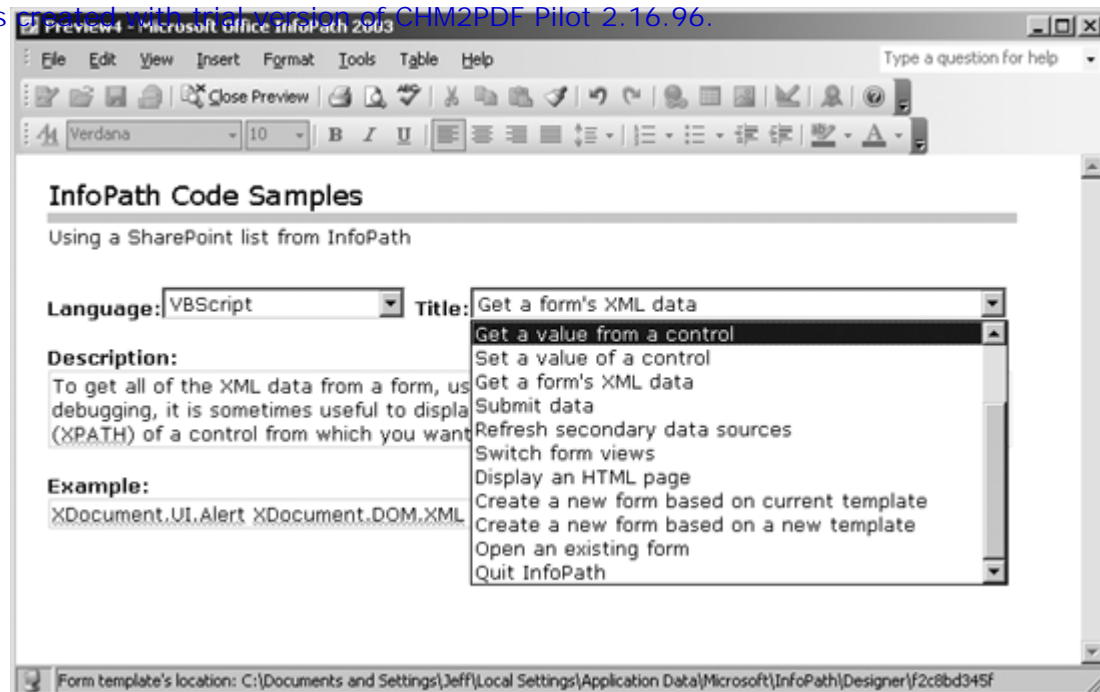 s created with trial version of CHM2PDF Pilot 2.16.96.
Preview4 - Microsoft Office InfoPath 2003
File Edit View Insert Format Tools Table Help Type a question for help
Close Preview
Verdana 10 B I U
InfoPath Code Samples
Using a SharePoint list from InfoPath
Language: VBScript Title: Get a form's XML data
Get a value from a control
Set a value of a control
Get a form's XML data
Submit data
Refresh secondary data sources
Switch form views
Display an HTML page
Create a new form based on current template
Create a new form based on a new template
Open an existing form
Quit InfoPath
Description:
To get all of the XML data from a form, us
debugging, it is sometimes useful to displa
(XPATH) of a control from which you want
Example:
XDocument.UI.Alert XDocument.DOM.XML
Form template's location: C:\Documents and Settings\Jeff\Local Settings\Application Data\Microsoft\InfoPath\Designer\f2c8bd345f